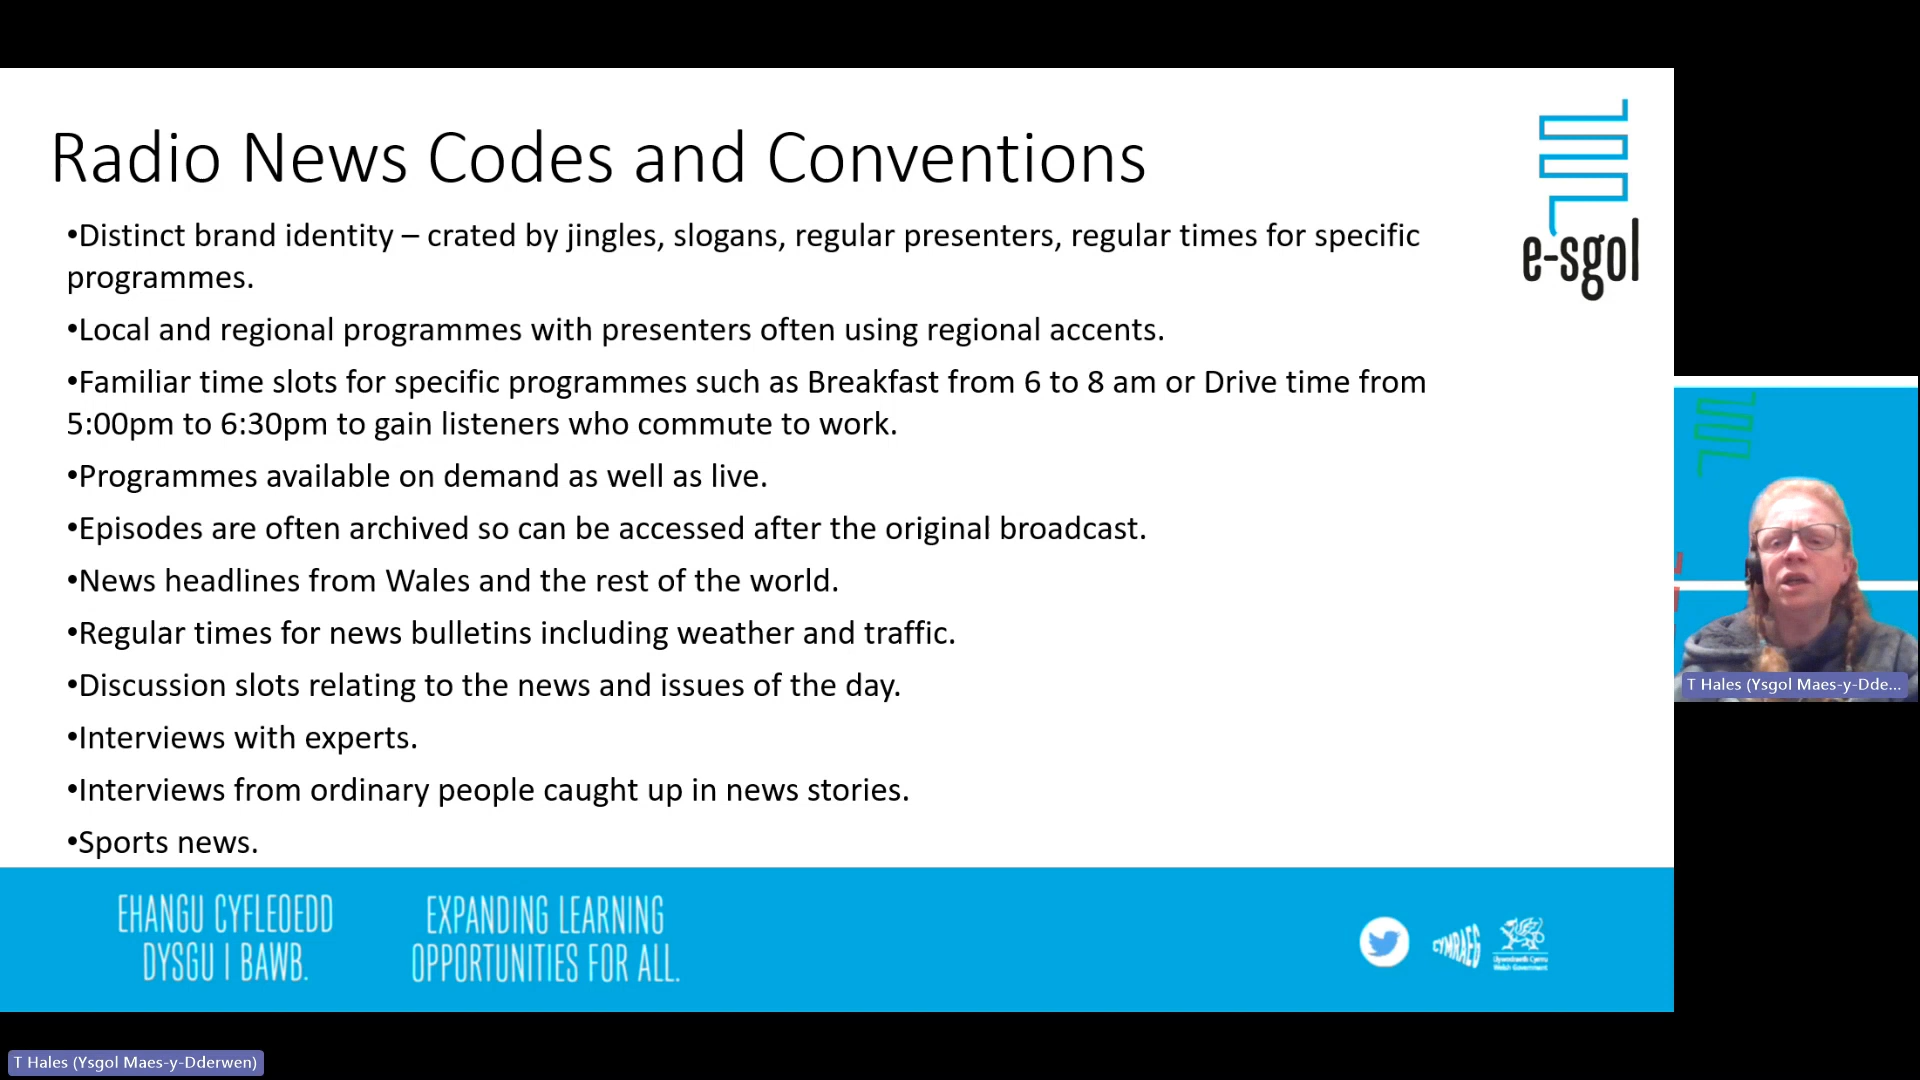 Radio News Codes and Conventions
•Distinct brand identity – crated by jingles, slogans, regular presenters, regular times for specific
programmes.
•Local and regional programmes with presenters often using regional accents.
•Familiar time slots for specific programmes such as Breakfast from 6 to 8 am or Drive time from
5:00pm to 6:30pm to gain listeners who commute to work.
•Programmes available on demand as well as live.
•Episodes are often archived so can be accessed after the original broadcast.
•News headlines from Wales and the rest of the world.
•Regular times for news bulletins including weather and traffic.
•Discussion slots relating to the news and issues of the day.
•Interviews with experts.
•Interviews from ordinary people caught up in news stories.
•Sports news.
e-sgol
T Hales (Ysgol Maes-y-Dde...
EHANGU CYFLEOEDD
DYSGU I BAWB.
EXPANDING LEARNING
OPPORTUNITIES FOR ALL.
CYMRAEG
Llywodraeth Cymru
Welsh Government
T Hales (Ysgol Maes-y-Dderwen)